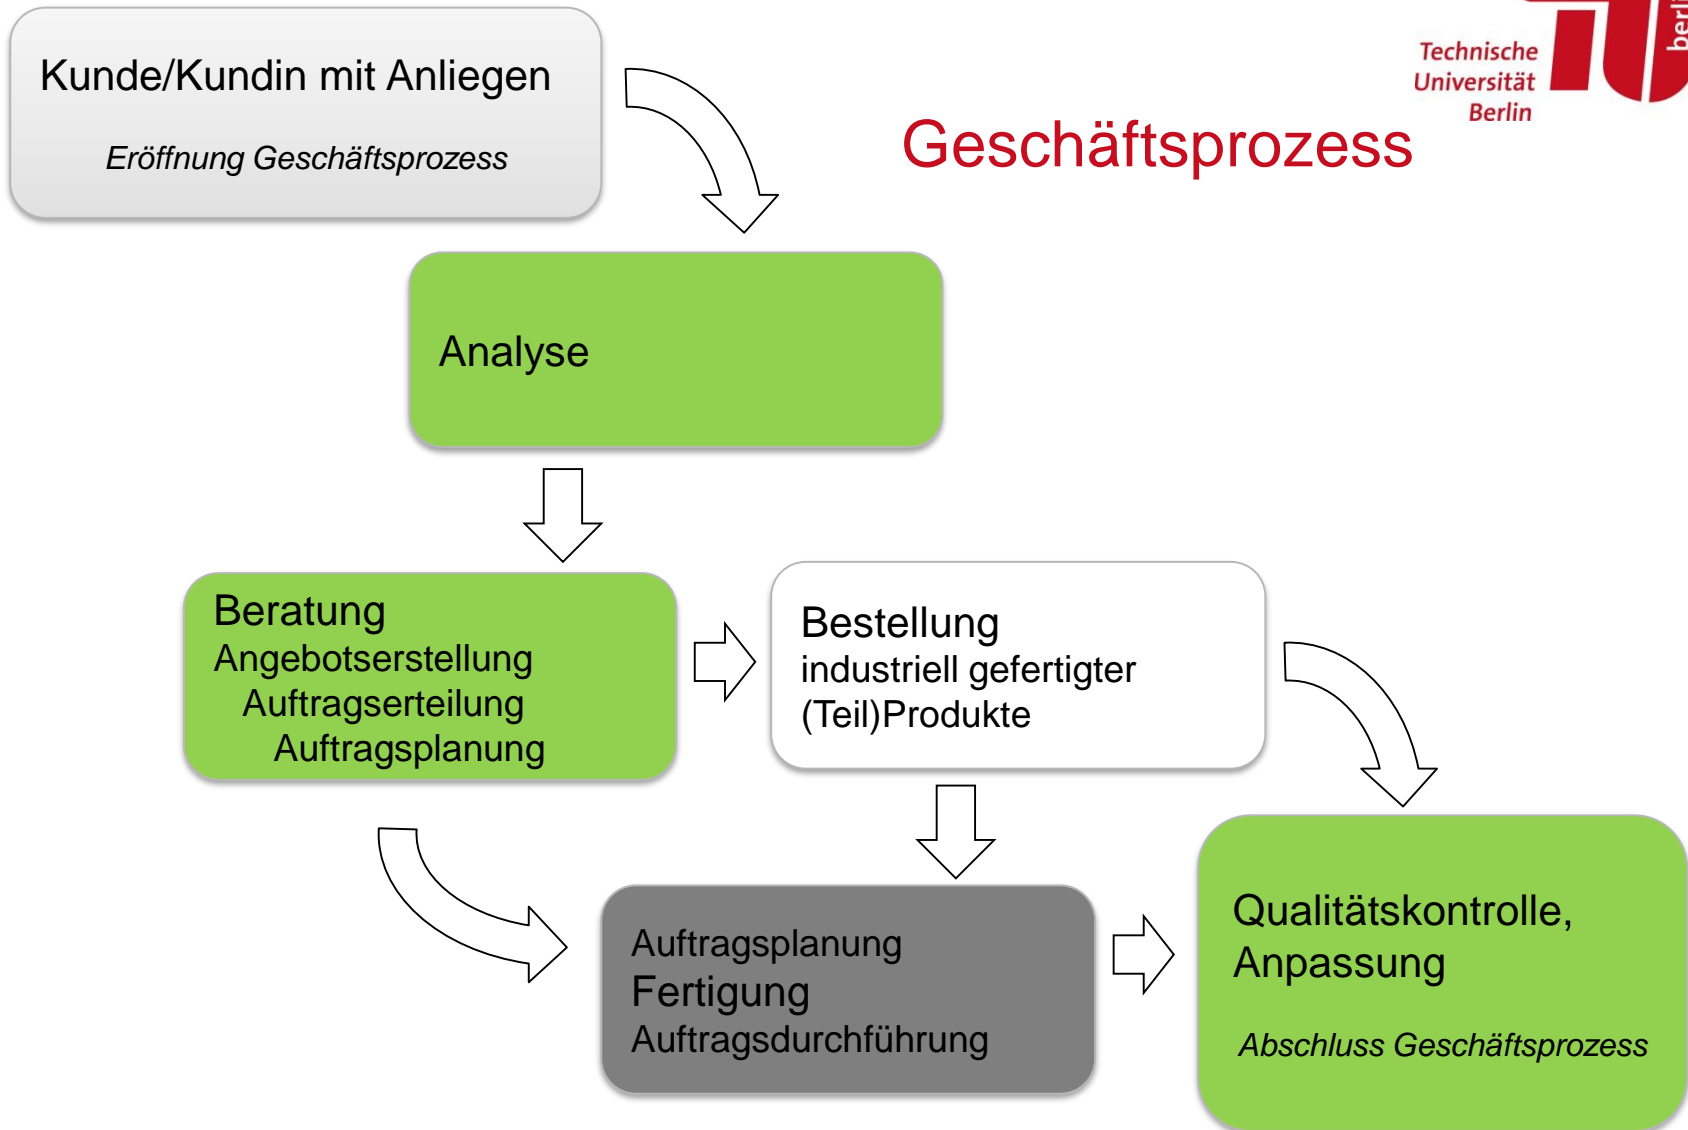 Kunde/Kundin mit Anliegen
Eröffnung Geschäftsprozess
Technische
Universität
Berlin
berlin
Geschäftsprozess
Analyse
Beratung
Angebotserstellung
Auftragserteilung
Auftragsplanung
Bestellung
industriell gefertigter
(Teil)Produkte
Auftragsplanung
Fertigung
Auftragsdurchführung
Qualitätskontrolle,
Anpassung
Abschluss Geschäftsprozess